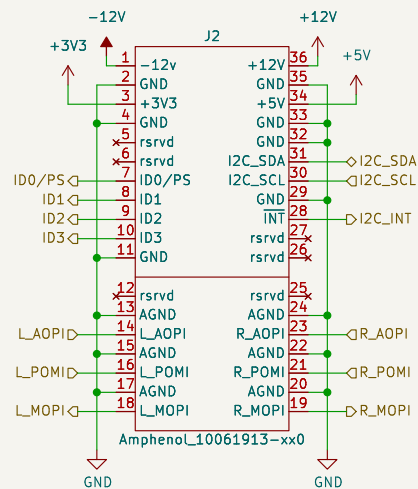 -12V
+12V
+3V3
J2
+5V
1 -12v +12V 36
2 GND GND 35
3 +3V3 +5V 34
4 GND GND 33
5 rsrvd GND 32
6 rsrvd I2C_SDA 31 I2C_SDA
ID0/PS 7 ID0/PS I2C_SCL 30 I2C_SCL
ID1 8 ID1 GND 29
ID2 9 ID2 INT 28 I2C_INT
ID3 10 ID3 rsrvd 27
11 GND rsrvd 26
12 rsrvd rsrvd 25
13 AGND AGND 24
L_AOPI 14 L_AOPI R_AOPI 23 R_AOPI
15 AGND AGND 22
L_POMI 16 L_POMI R_POMI 21 R_POMI
17 AGND AGND 20
L_MOPI 18 L_MOPI R_MOPI 19 R_MOPI
Amphenol_10061913-xx0
GND
GND